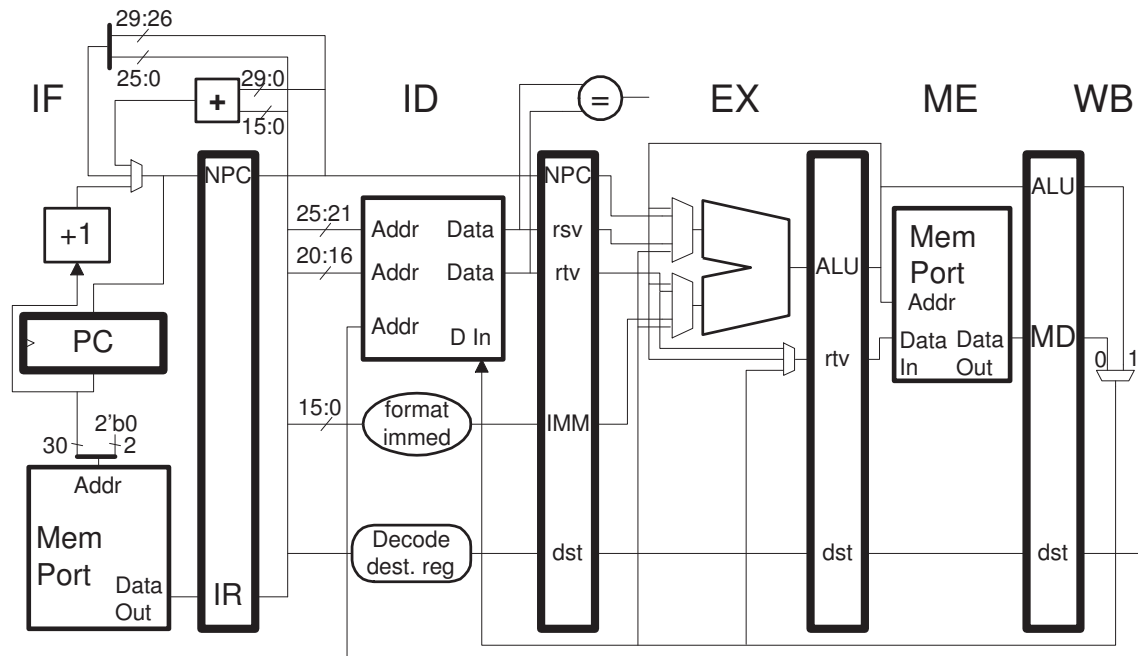 29:26
25:0
IF
+
29:0
15:0
ID
=
EX
ME
WB
NPC
NPC
ALU
+1
25:21
20:16
Addr
Data
Addr
Data
Addr
D In
rsv
rtv
ALU
rtv
Mem
Port
Addr
Data
In
Data
Out
MD
0
1
PC
15:0
format
immed
IMM
30
2'b0
2
Addr
Mem
Port
Data
Out
IR
Decode
dest. reg
dst
dst
dst